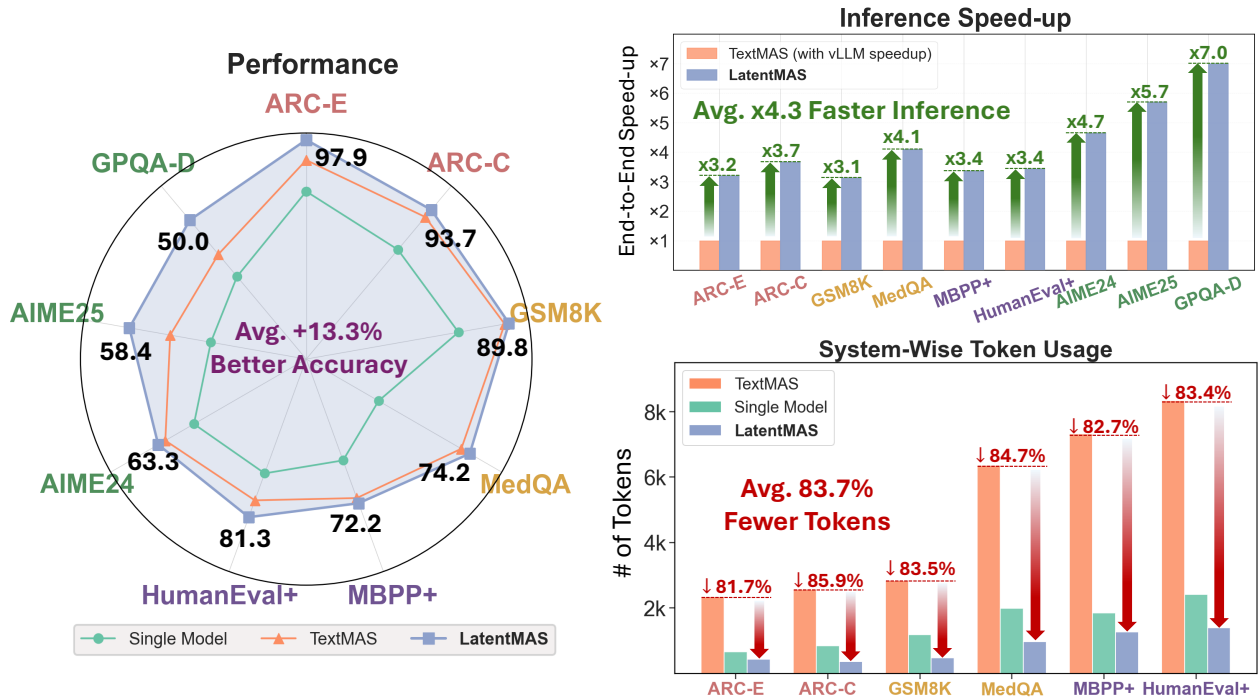 Performance
ARC-E
97.9
ARC-C
93.7
GSM8K
89.8
MedQA
74.2
MBPP+
72.2
HumanEval+
81.3
AIME24
63.3
AIME25
58.4
GPQA-D
50.0
Avg. +13.3%
Better Accuracy
Single Model
TextMAS
LatentMAS
Inference Speed-up
End-to-End Speed-up
×7
×6
×5
×4
×3
×2
×1
TextMAS (with vLLM speedup)
LatentMAS
Avg. x4.3 Faster Inference
x3.2
x3.7
x3.1
x4.1
x3.4
x3.4
x4.7
x5.7
x7.0
ARC-E
ARC-C
GSM8K
MedQA
MBPP+
HumanEval+
AIME24
AIME25
GPQA-D
System-Wise Token Usage
# of Tokens
8k
6k
4k
2k
TextMAS
Single Model
LatentMAS
Avg. 83.7%
Fewer Tokens
↓81.7%
↓85.9%
↓83.5%
↓84.7%
↓82.7%
↓83.4%
ARC-E
ARC-C
GSM8K
MedQA
MBPP+
HumanEval+